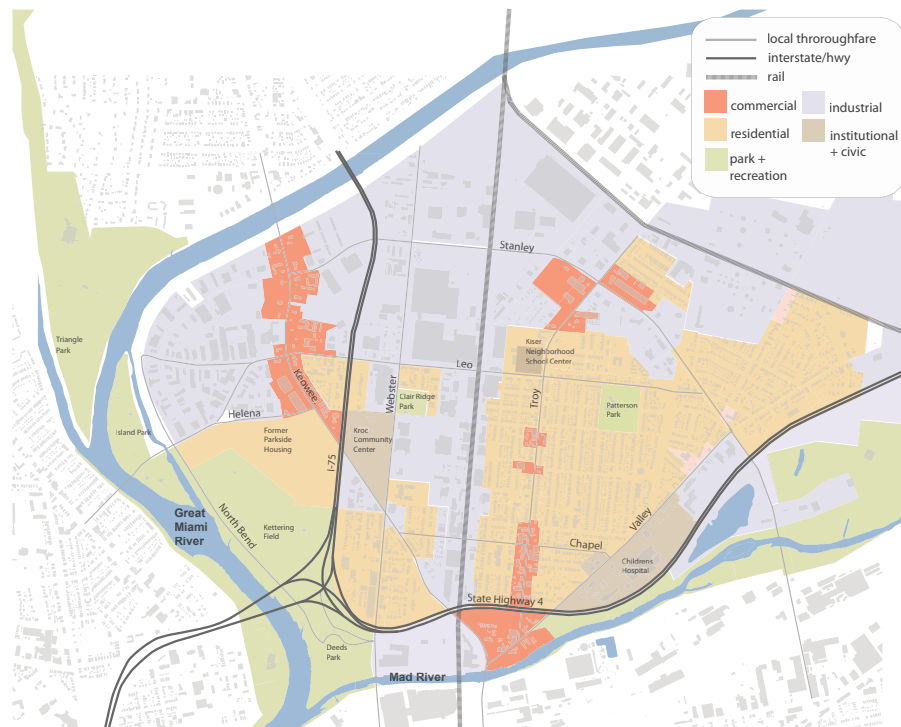 local throroughfare
interstate/hwy
rail
commercial
industrial
residential
institutional
+ civic
park +
recreation
Stanley
Triangle
Park
Kiser
Neighborhood
School Center
Leo
Keowee
Webster
Clair Ridge
Park
Troy
Patterson
Park
Helena
Island Park
Former
Parkside
Housing
Kroc
Community
Center
I-75
Great
Miami
River
North Bend
Kettering
Field
Valley
Chapel
Childrens
Hospital
State Highway 4
Deeds
Park
Mad River